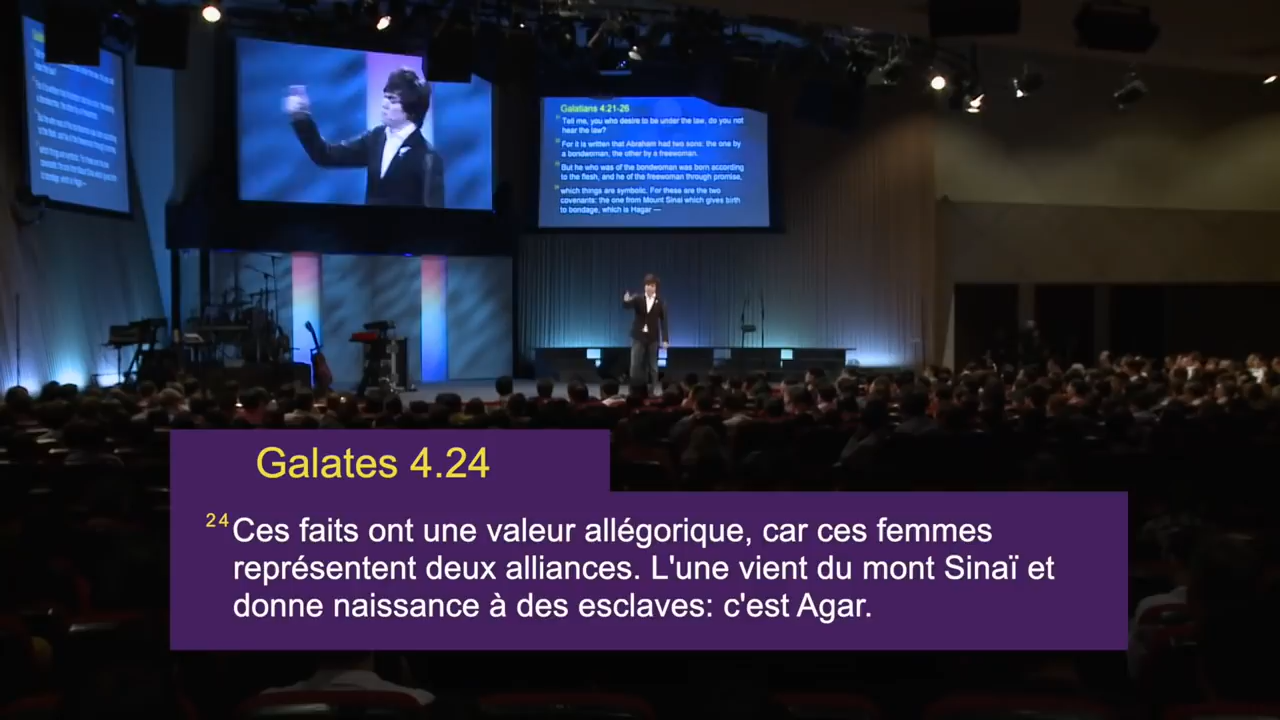 Galatians 4:21-26
Tell me, you who desire to be under the law, do you not
hear the law?
For it is written that Abraham had two sons: the one by
a bondwoman, the other by a freewoman.
But he who was of the bondwoman was born according
to the flesh, and he of the freewoman through promise,
which things are symbolic. For these are the two
covenants: the one from Mount Sinai which gives birth
to bondage, which is Hagar —
Galates 4.24
24 Ces faits ont une valeur allégorique, car ces femmes
représentent deux alliances. L'une vient du mont Sinaï et
donne naissance à des esclaves: c'est Agar.